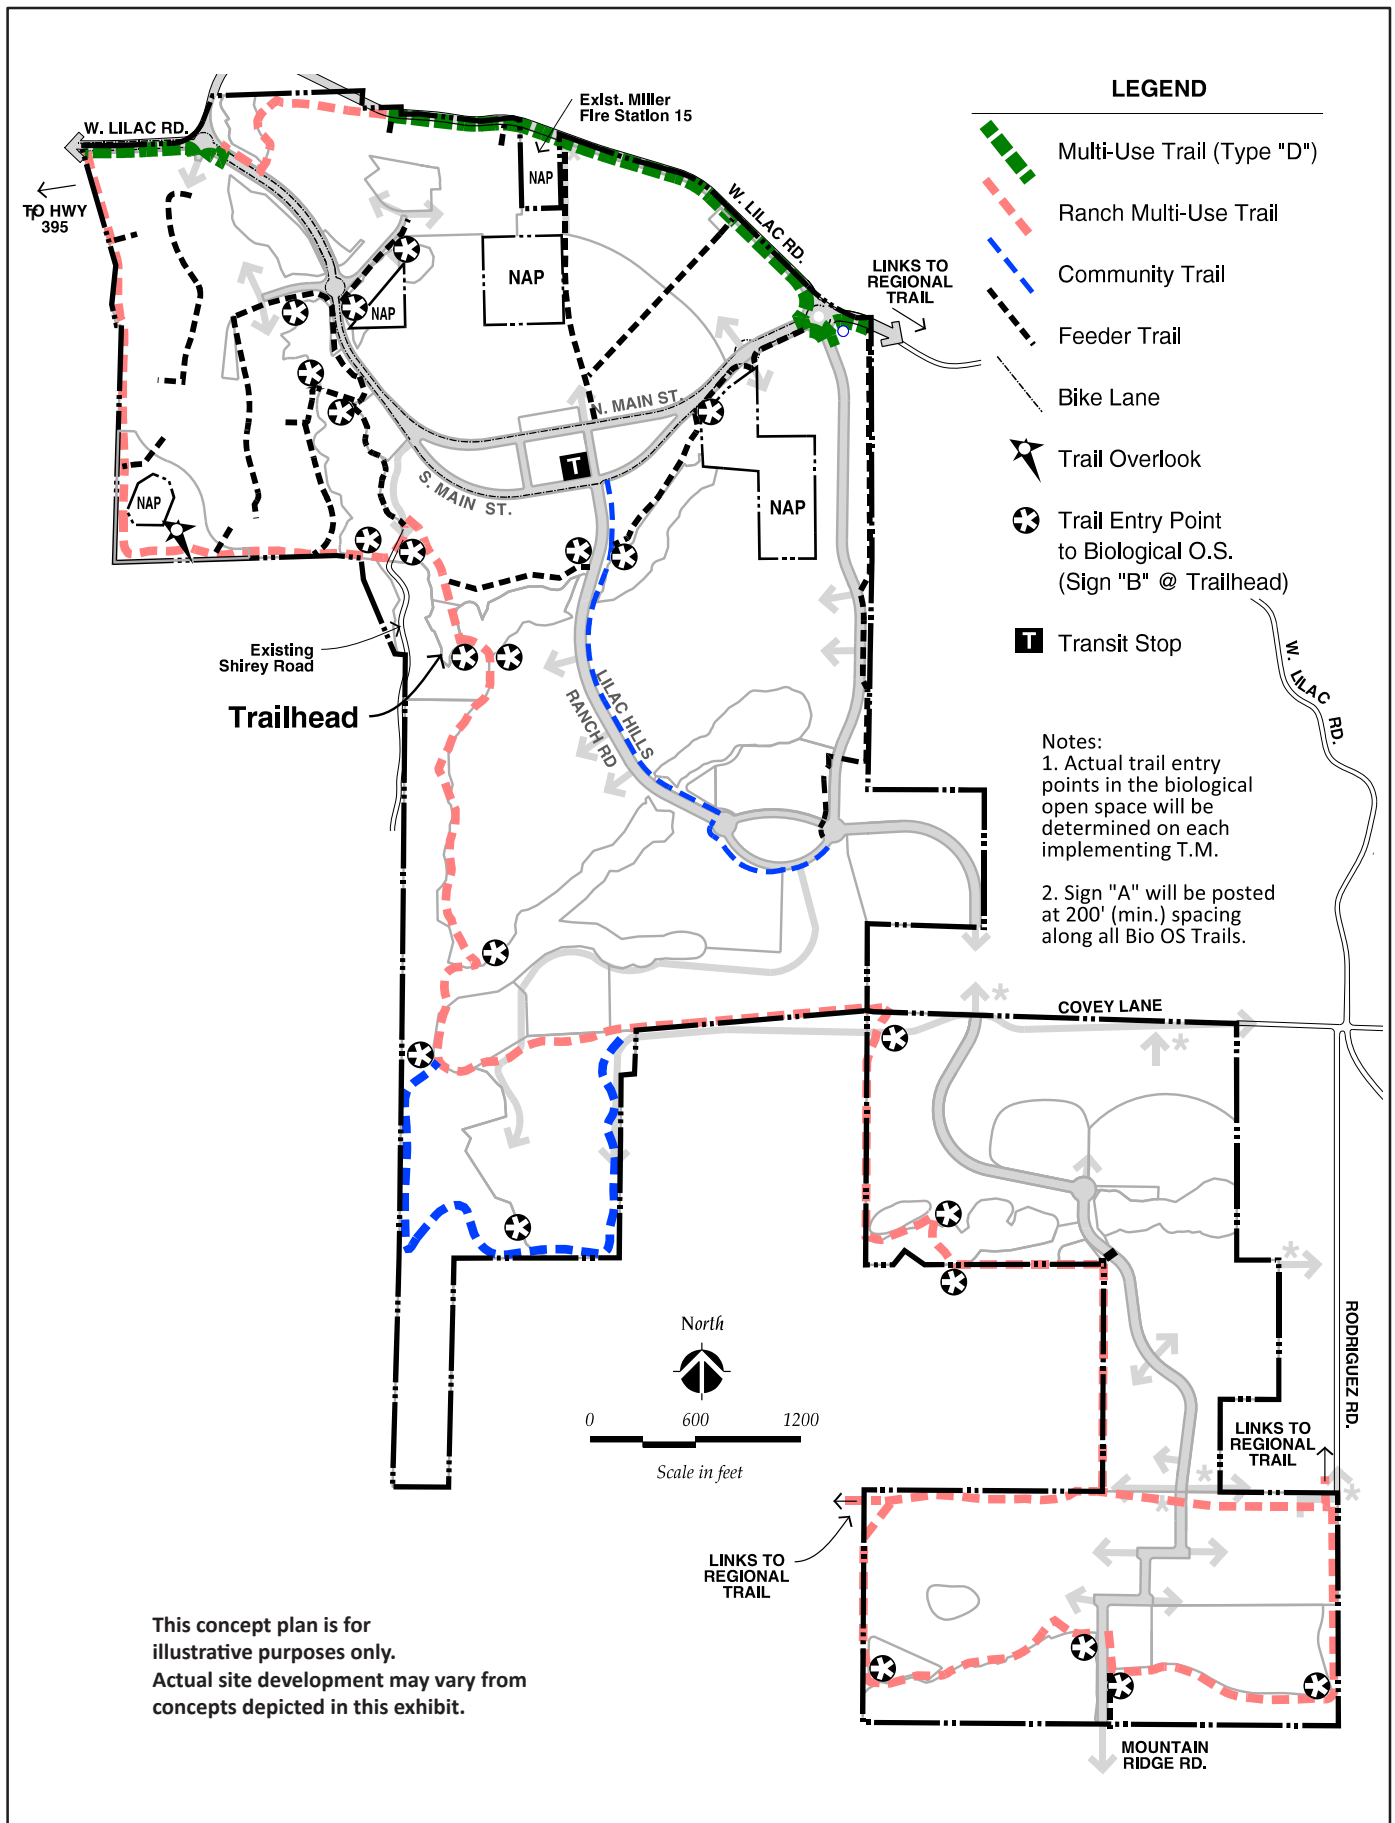 LEGEND
Multi-Use Trail (Type "D")
Ranch Multi-Use Trail
Community Trail
Feeder Trail
Bike Lane
Trail Overlook
Trail Entry Point
to Biological O.S.
(Sign "B" @ Trailhead)
T
Transit Stop
Notes:
1. Actual trail entry
points in the biological
open space will be
determined on each
implementing T.M.
2. Sign "A" will be posted
at 200' (min.) spacing
along all Bio OS Trails.
Exist. Miller
Fire Station 15
W. LILAC RD.
TO HWY
395
NAP
W. LILAC RD.
LINKS TO
REGIONAL
TRAIL
NAP
NAP
N. MAIN ST.
T
S. MAIN ST.
NAP
NAP
Existing
Shirey Road
Trailhead
LILAC HILLS
RANCH RD
W. LILAC RD.
COVEY LANE
*
*
*
North
0 600 1200
Scale in feet
RODRIGUEZ RD.
LINKS TO
REGIONAL
TRAIL
*
*
*
LINKS TO
REGIONAL
TRAIL
This concept plan is for
illustrative purposes only.
Actual site development may vary from
concepts depicted in this exhibit.
MOUNTAIN
RIDGE RD.